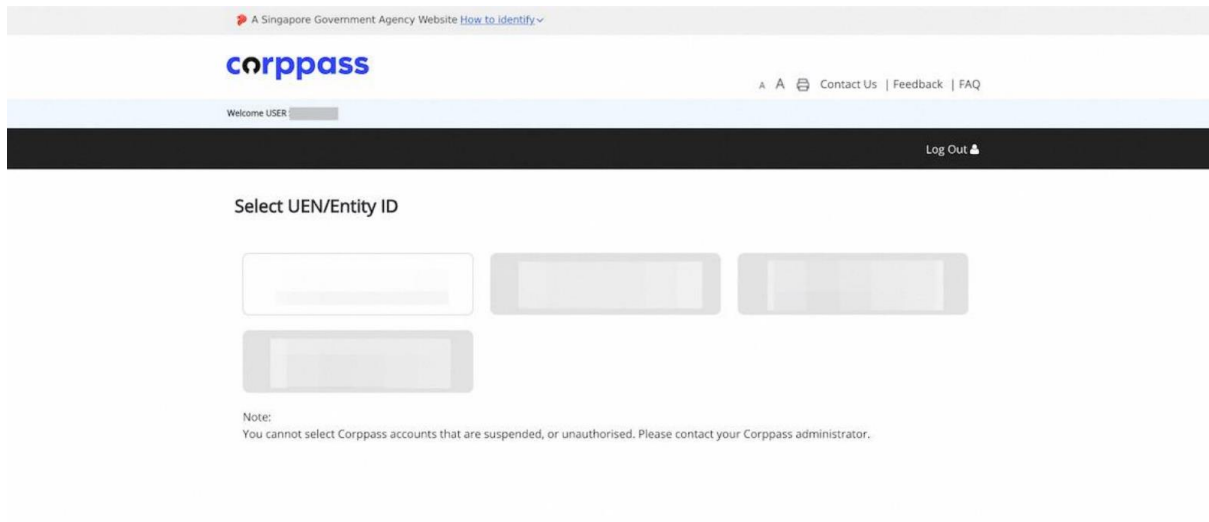 A Singapore Government Agency Website How to identify
corppass
A A Contact Us | Feedback | FAQ
Welcome USER
Log Out
Select UEN/Entity ID
Note:
You cannot select Corppass accounts that are suspended, or unauthorised. Please contact your Corppass administrator.